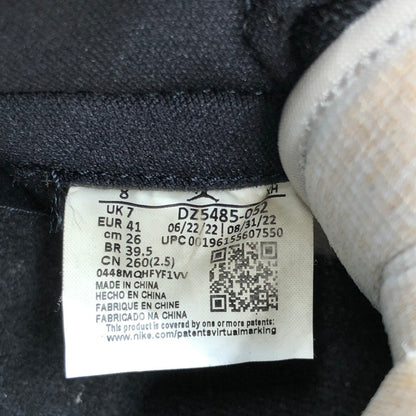 8
UK 7
EUR 41
cm 26
BR 39.5
CN 260(2.5)
DZ5485-052
06/22/22 | 08/31/22
UPC 00196155607550
0448MQHFYF1VV
MADE IN CHINA
HECHO EN CHINA
FABRIQUE EN CHINE
FABRICADO NA CHINA
This product is covered by one or more patents:
www.nike.com/patentsvirtualmarking